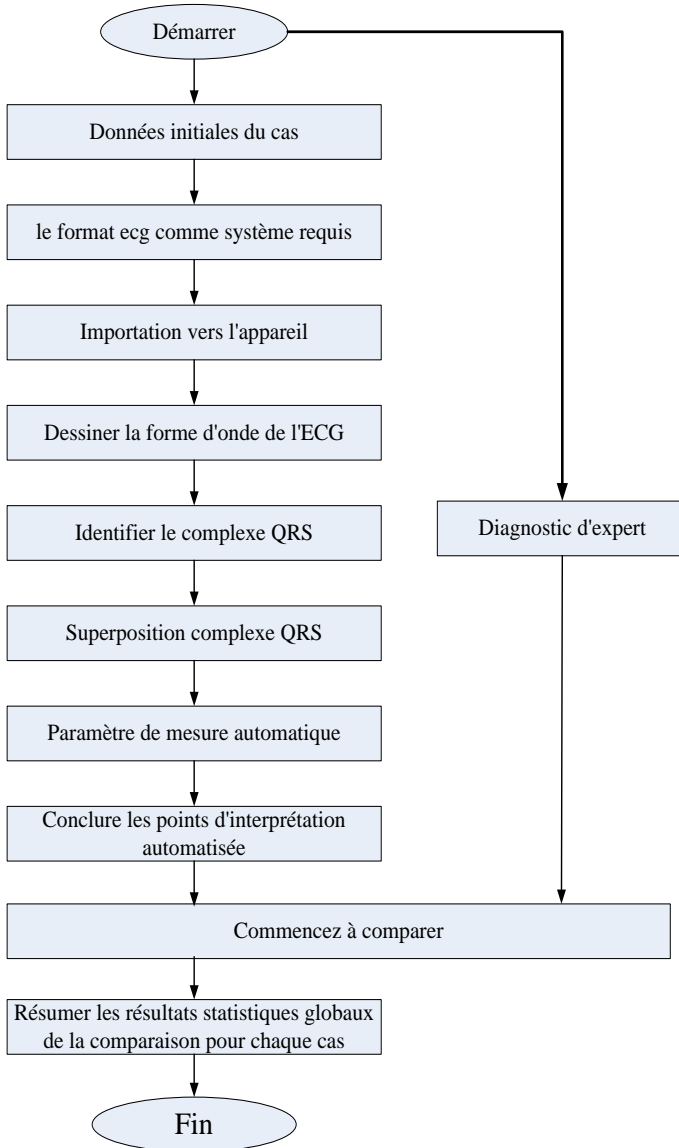 Démarrer
Données initiales du cas
le format ecg comme système requis
Importation vers l'appareil
Dessiner la forme d'onde de l'ECG
Identifier le complexe QRS
Diagnostic d'expert
Superposition complexe QRS
Paramètre de mesure automatique
Conclure les points d'interprétation
automatisée
Commencez à comparer
Résumer les résultats statistiques globaux
de la comparaison pour chaque cas
Fin